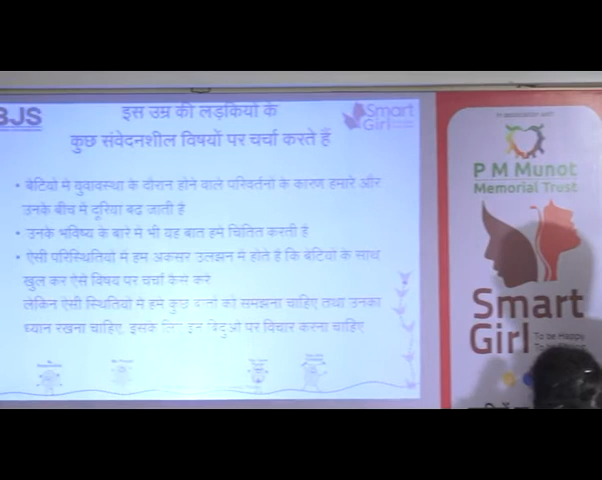 BJS
इस उम्र की लड़कियों के
कुछ संवेदनशील विषयों पर चर्चा करते हैं
Smart
Girl
• बेटियों में युवावस्था के दौरान होने वाले परिवर्तनों के कारण हमारे और
उनके बीच में दूरिया बढ जाती है
• उनके भविष्य के बारे में भी यह बात हमे चिंतित करती है
• ऐसी परिस्थितियों में हम अकसर उलझन में होते है कि बेटियों के साथ
खुल कर ऐसे विषय पर चर्चा कैसे करे
लेकिन ऐसी स्थितियों में हमे कुछ बातों को समझना चाहिए तथा उनका
ध्यान रखना चाहिए, इसके लिए इन बिंदुओं पर विचार करना चाहिए
P M Munot
Memorial Trust
Smart
Girl
To be Happy